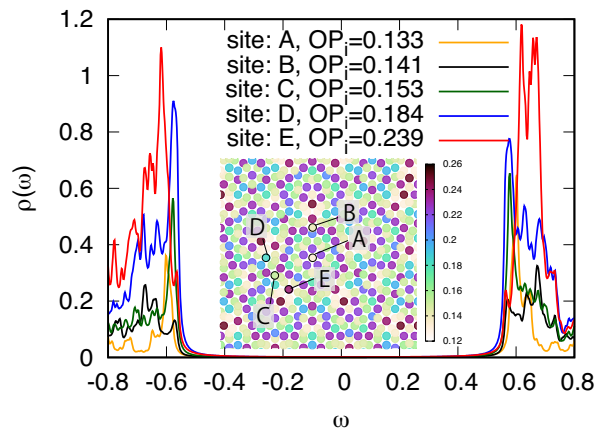 1.2
1
0.8
0.6
0.4
0.2
0
ρ(ω)
site: A, OPi=0.133
site: B, OPi=0.141
site: C, OPi=0.153
site: D, OPi=0.184
site: E, OPi=0.239
B
D
A
E
C
0.26
0.24
0.22
0.20
0.18
0.16
0.14
0.12
-0.8 -0.6 -0.4 -0.2 0 0.2 0.4 0.6 0.8
ω